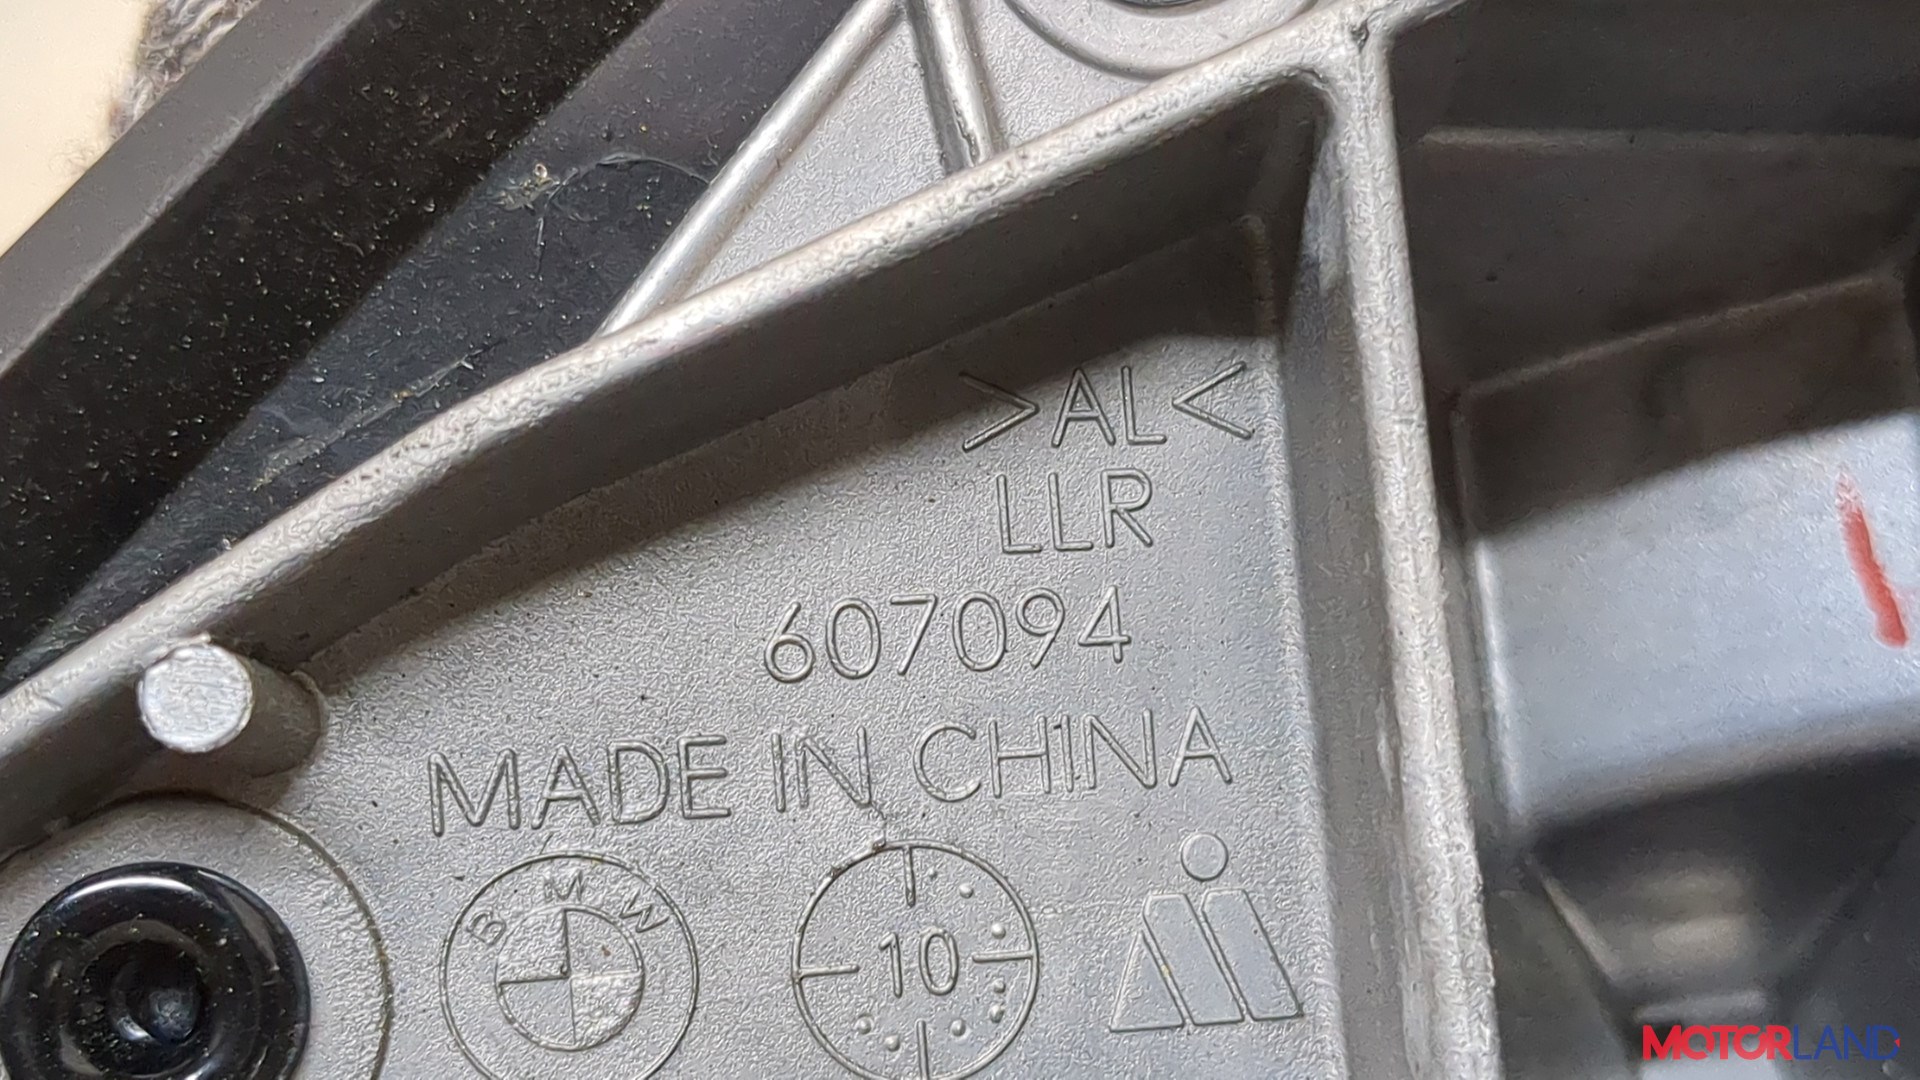 >AL<
LLR
607094
MADE IN CHINA
BMW
10
MOTORLAND